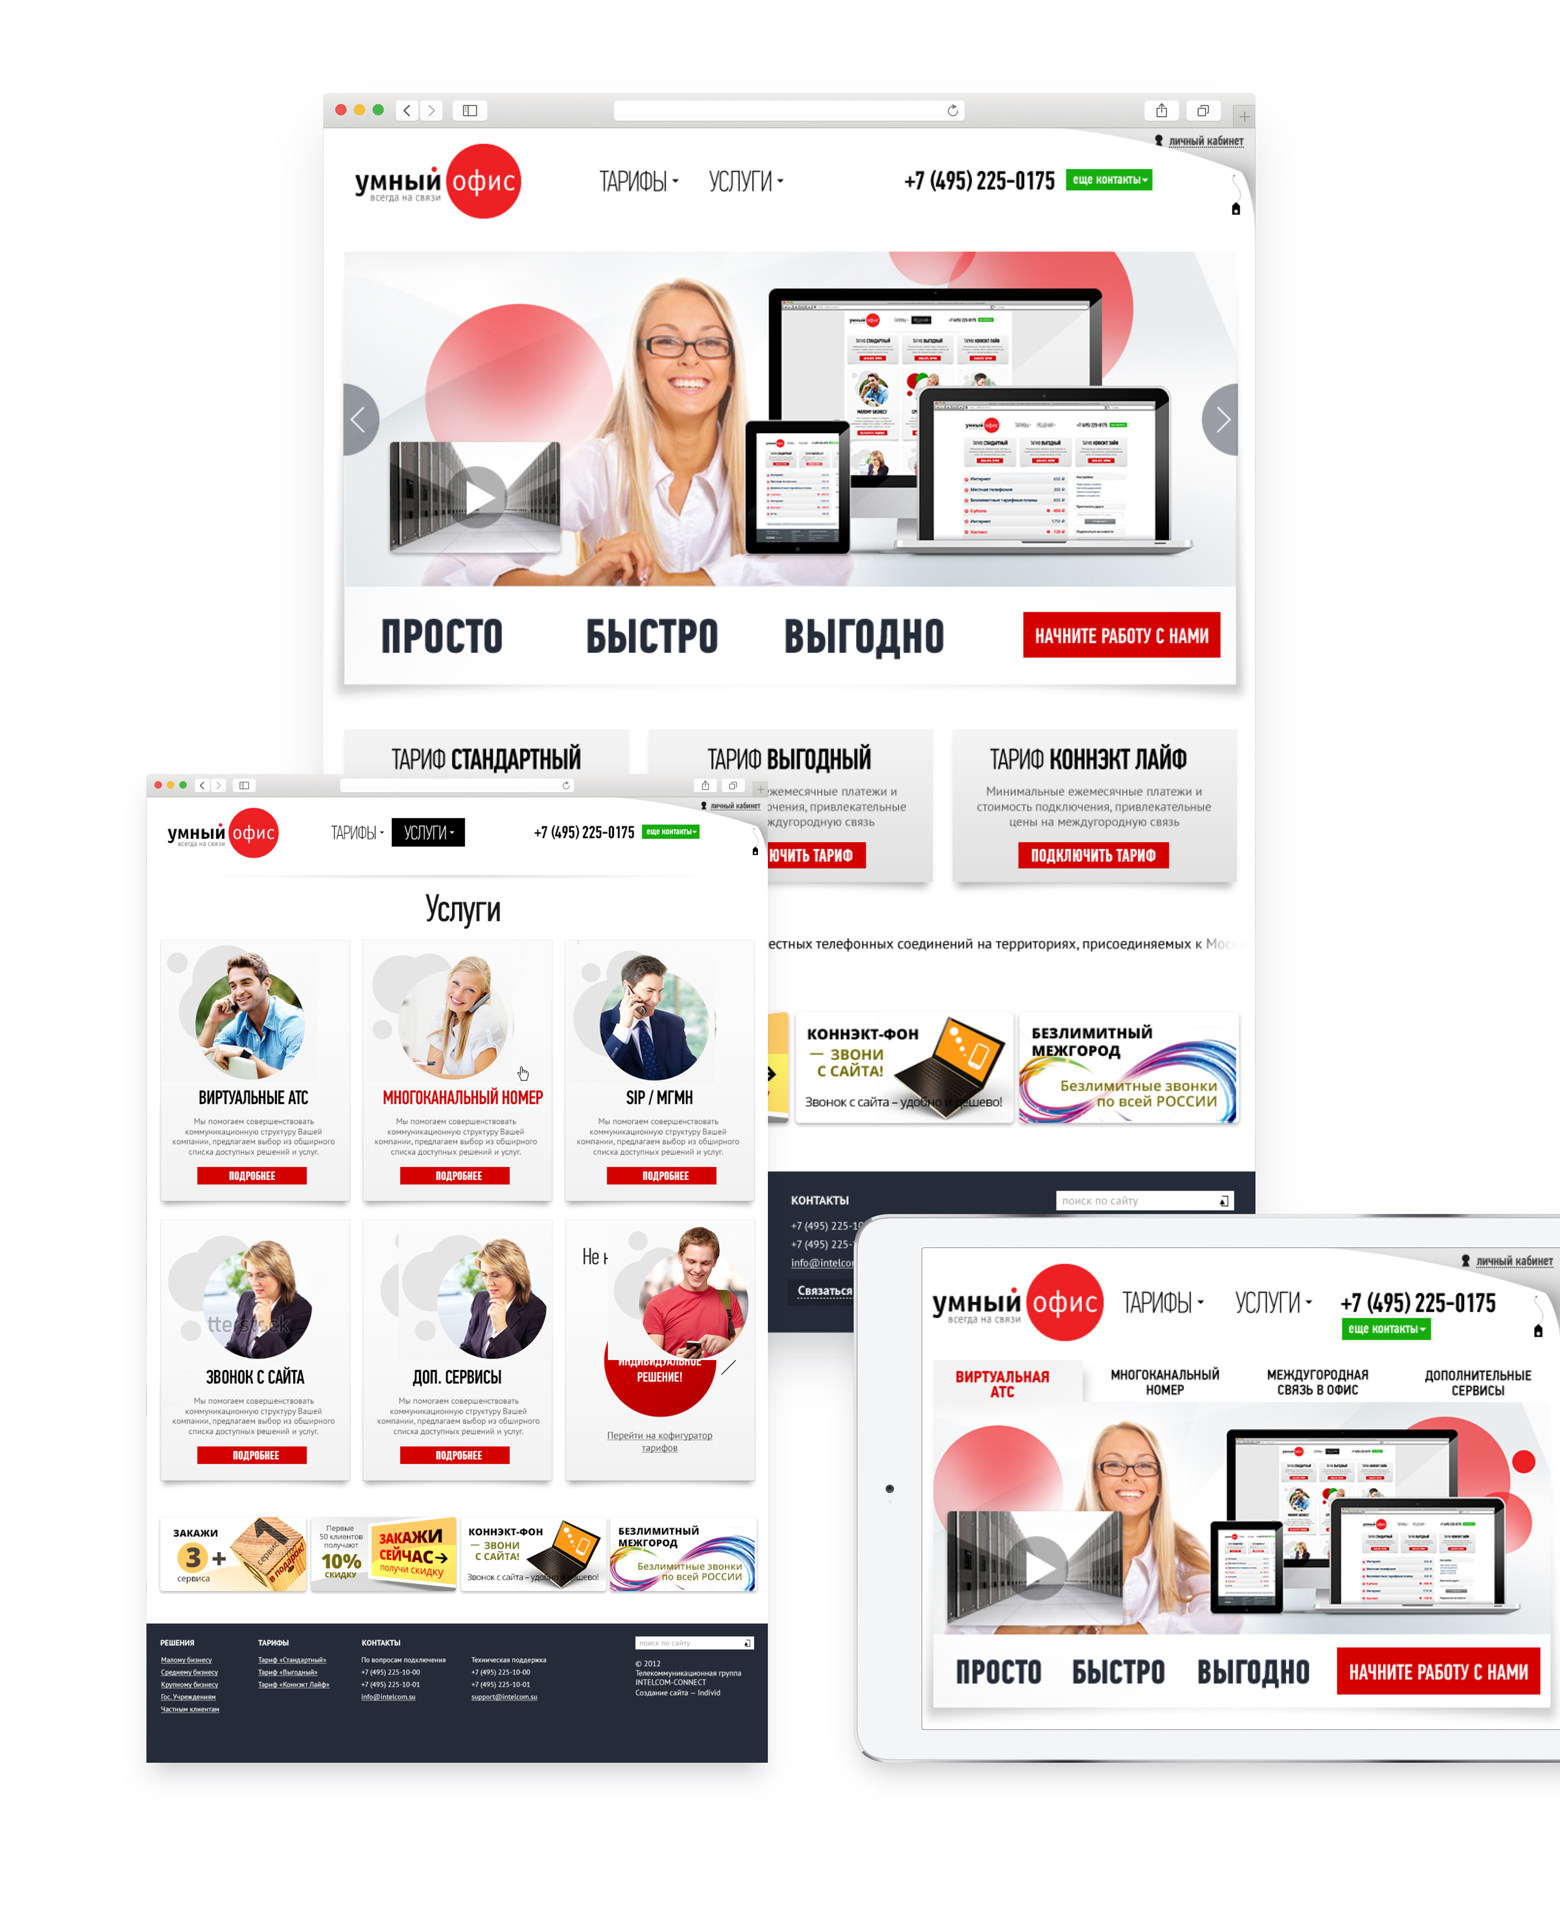 личный кабинет
умный офис
всегда на связи
ТАРИФЫ
УСЛУГИ
+7 (495) 225-0175
еще контакты
ПРОСТО
БЫСТРО
ВЫГОДНО
НАЧНИТЕ РАБОТУ С НАМИ
ТАРИФ СТАНДАРТНЫЙ
ТАРИФ ВЫГОДНЫЙ
ежемесячные платежи и
чения, привлекательные
ждугородную связь
ЮЧИТЬ ТАРИФ
ТАРИФ КОННЭКТ ЛАЙФ
Минимальные ежемесячные платежи и
стоимость подключения, привлекательные
цены на междугородную связь
ПОДКЛЮЧИТЬ ТАРИФ
естных телефонных соединений на территориях, присоединяемых к Моск
КОННЭКТ-ФОН
— ЗВОНИ
С САЙТА!
Звонок с сайта – удобно и дешево!
БЕЗЛИМИТНЫЙ
МЕЖГОРОД
Безлимитные звонки
по всей РОССИИ
КОНТАКТЫ
+7 (495) 225-10
+7 (495) 225-
info@intelcom
Связаться
поиск по сайту
личный кабинет
умный офис
всегда на связи
ТАРИФЫ
УСЛУГИ
+7 (495) 225-0175
еще контакты
Услуги
ВИРТУАЛЬНЫЕ АТС
Мы помогаем совершенствовать
коммуникационную структуру Вашей
компании, предлагаем выбор из обширного
списка доступных решений и услуг.
ПОДРОБНЕЕ
МНОГОКАНАЛЬНЫЙ НОМЕР
Мы помогаем совершенствовать
коммуникационную структуру Вашей
компании, предлагаем выбор из обширного
списка доступных решений и услуг.
ПОДРОБНЕЕ
SIP / МГМН
Мы помогаем совершенствовать
коммуникационную структуру Вашей
компании, предлагаем выбор из обширного
списка доступных решений и услуг.
ПОДРОБНЕЕ
tterstock
ЗВОНОК С САЙТА
Мы помогаем совершенствовать
коммуникационную структуру Вашей
компании, предлагаем выбор из обширного
списка доступных решений и услуг.
ПОДРОБНЕЕ
ДОП. СЕРВИСЫ
Мы помогаем совершенствовать
коммуникационную структуру Вашей
компании, предлагаем выбор из обширного
списка доступных решений и услуг.
ПОДРОБНЕЕ
Не н
ИНДИВИДУАЛЬНОЕ
РЕШЕНИЕ!
Перейти на кофигуратор
тарифов
ЗАКАЖИ
3 +
сервиса
1
сервис
в подарок!
Первые
50 клиентов
получают
10%
СКИДКУ
ЗАКАЖИ
СЕЙЧАС
получи скидку
КОННЭКТ-ФОН
— ЗВОНИ
С САЙТА!
Звонок с сайта – удобно и дешево!
БЕЗЛИМИТНЫЙ
МЕЖГОРОД
Безлимитные звонки
по всей РОССИИ
РЕШЕНИЯ
Малому бизнесу
Среднему бизнесу
Крупному бизнесу
Гос. Учреждениям
Частным клиентам
ТАРИФЫ
Тариф «Стандартный»
Тариф «Выгодный»
Тариф «Коннэкт Лайф»
КОНТАКТЫ
По вопросам подключения
+7 (495) 225-10-00
+7 (495) 225-10-01
info@intelcom.su
Техническая поддержка
+7 (495) 225-10-00
+7 (495) 225-10-01
support@intelcom.su
поиск по сайту
© 2012
Телекоммуникационная группа
INTELCOM-CONNECT
Создание сайта — Individ
личный кабинет
умный офис
всегда на связи
ТАРИФЫ
УСЛУГИ
+7 (495) 225-0175
еще контакты
ВИРТУАЛЬНАЯ
АТС
МНОГОКАНАЛЬНЫЙ
НОМЕР
МЕЖДУГОРОДНАЯ
СВЯЗЬ В ОФИС
ДОПОЛНИТЕЛЬНЫЕ
СЕРВИСЫ
ПРОСТО
БЫСТРО
ВЫГОДНО
НАЧНИТЕ РАБОТУ С НАМИ